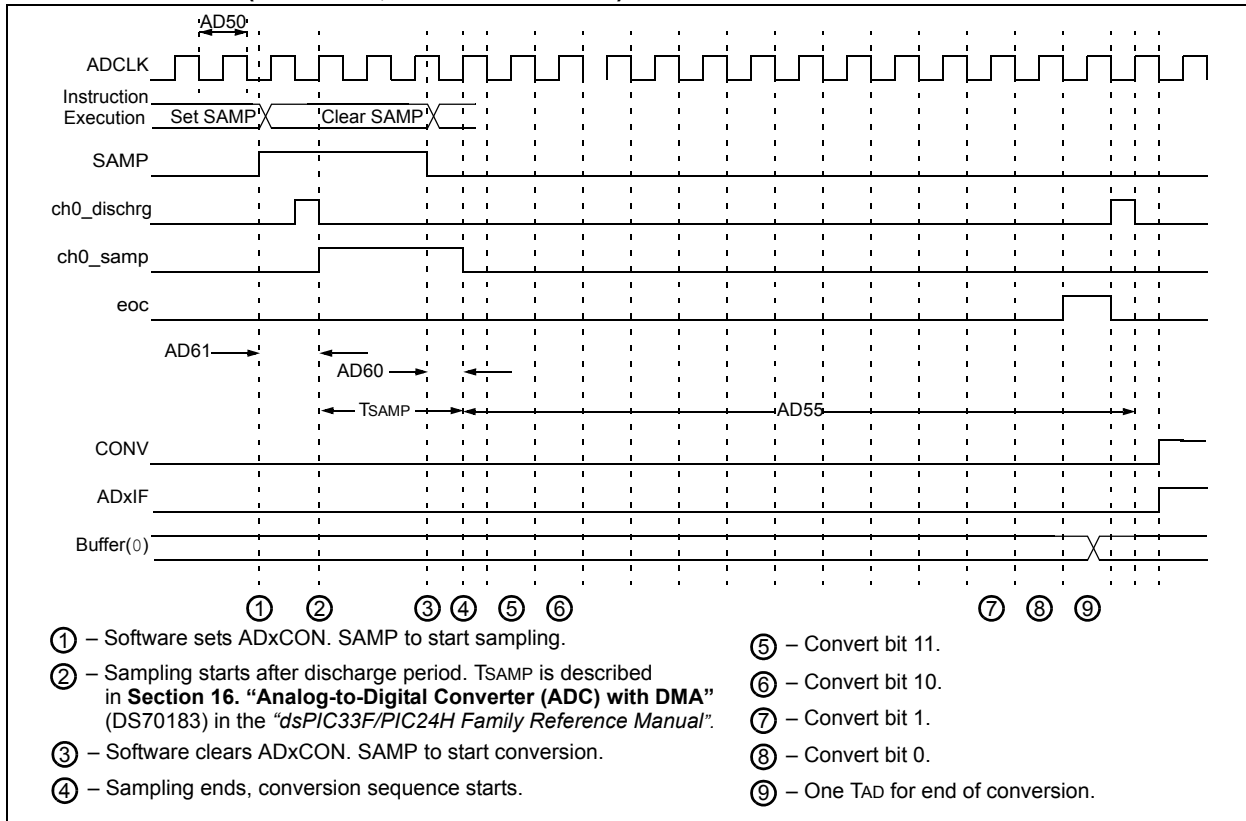 AD50
ADCLK
Instruction
Execution
Set SAMP
Clear SAMP
SAMP
ch0_dischrg
ch0_samp
eoc
AD61
AD60
TSAMP
AD55
CONV
ADxIF
Buffer(0)
1 2 3 4 5 6 7 8 9
1 – Software sets ADxCON. SAMP to start sampling.
2 – Sampling starts after discharge period. TSAMP is described
in Section 16. “Analog-to-Digital Converter (ADC) with DMA”
(DS70183) in the “dsPIC33F/PIC24H Family Reference Manual”.
3 – Software clears ADxCON. SAMP to start conversion.
4 – Sampling ends, conversion sequence starts.
5 – Convert bit 11.
6 – Convert bit 10.
7 – Convert bit 1.
8 – Convert bit 0.
9 – One TAD for end of conversion.